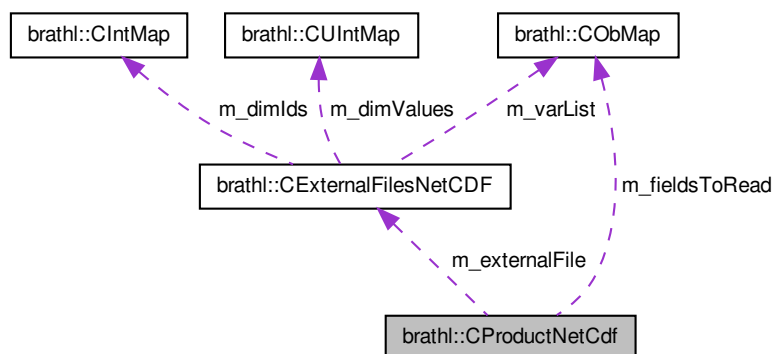 brathl::CIntMap
brathl::CUIntMap
brathl::CObMap
m_dimIds
m_dimValues
m_varList
brathl::CExternalFilesNetCDF
m_fieldsToRead
m_externalFile
brathl::CProductNetCdf